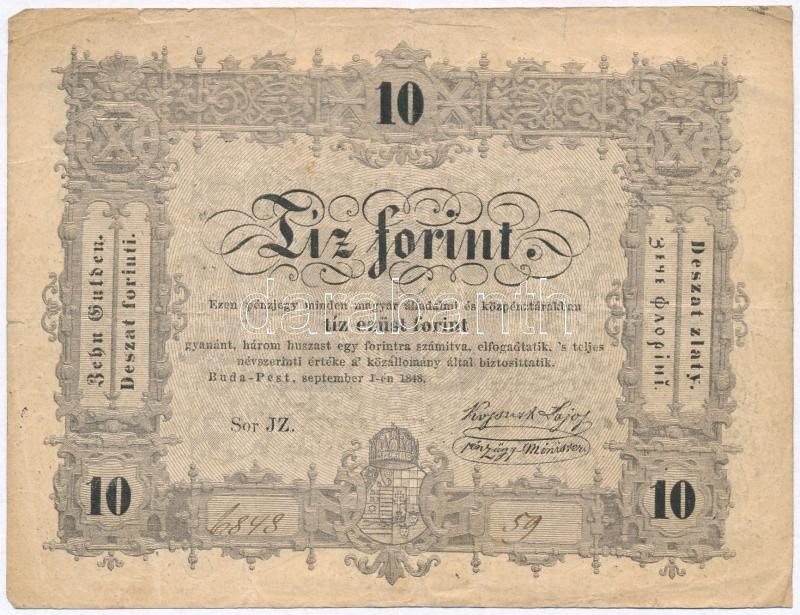 10
Tíz forint.
Ezen pénzjegy minden magyar álladalmi és közpénztárakban
tíz ezüst forint
gyanánt, három huszast egy forintra számítva, elfogadtatik, 's teljes
névszerinti értéke a' közállomány által biztosíttatik.
Buda-Pest, september 1-én 1848.
Sor JZ.
Kossuth Lajos
pénzügy Minister
Zehn Gulden.
Deszat forinti.
Deszat zlaty.
10
6848
59
10
darabanth